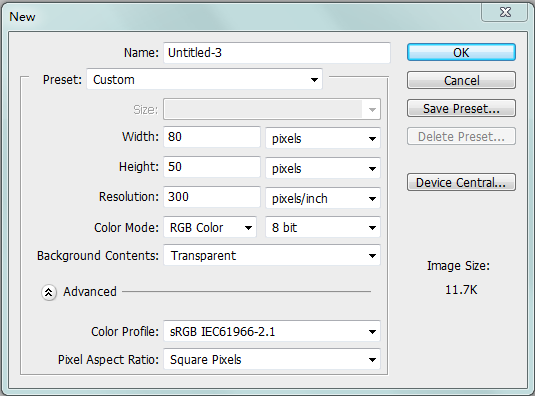 New
Name: Untitled-3
OK
Preset: Custom
Cancel
Size:
Save Preset...
Width: 80 pixels
Delete Preset...
Height: 50 pixels
Resolution: 300 pixels/inch
Device Central...
Color Mode: RGB Color 8 bit
Background Contents: Transparent
Image Size:
11.7K
Advanced
Color Profile: sRGB IEC61966-2.1
Pixel Aspect Ratio: Square Pixels